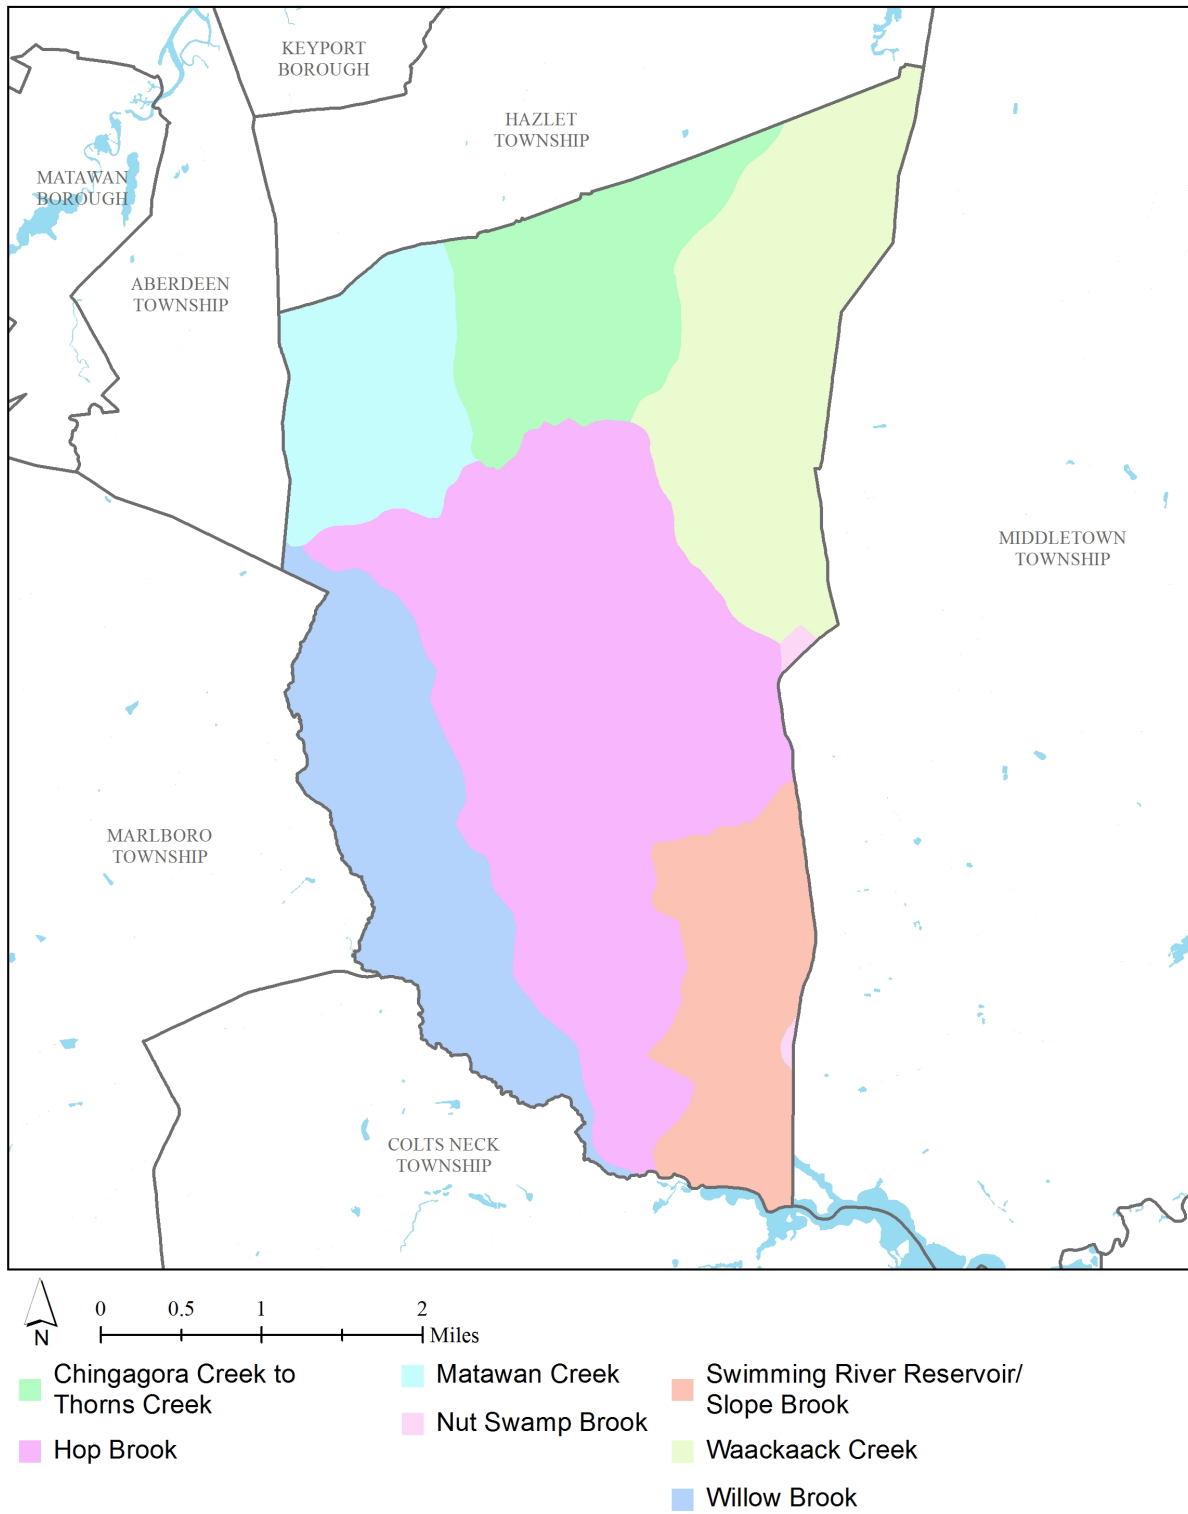 KEYPORT
BOROUGH
HAZLET
TOWNSHIP
MATAWAN
BOROUGH
ABERDEEN
TOWNSHIP
MIDDLETOWN
TOWNSHIP
MARLBORO
TOWNSHIP
COLTS NECK
TOWNSHIP
N
0 0.5 1 2
Miles
Chingagora Creek to
Thorns Creek
Hop Brook
Matawan Creek
Nut Swamp Brook
Swimming River Reservoir/
Slope Brook
Waackaack Creek
Willow Brook